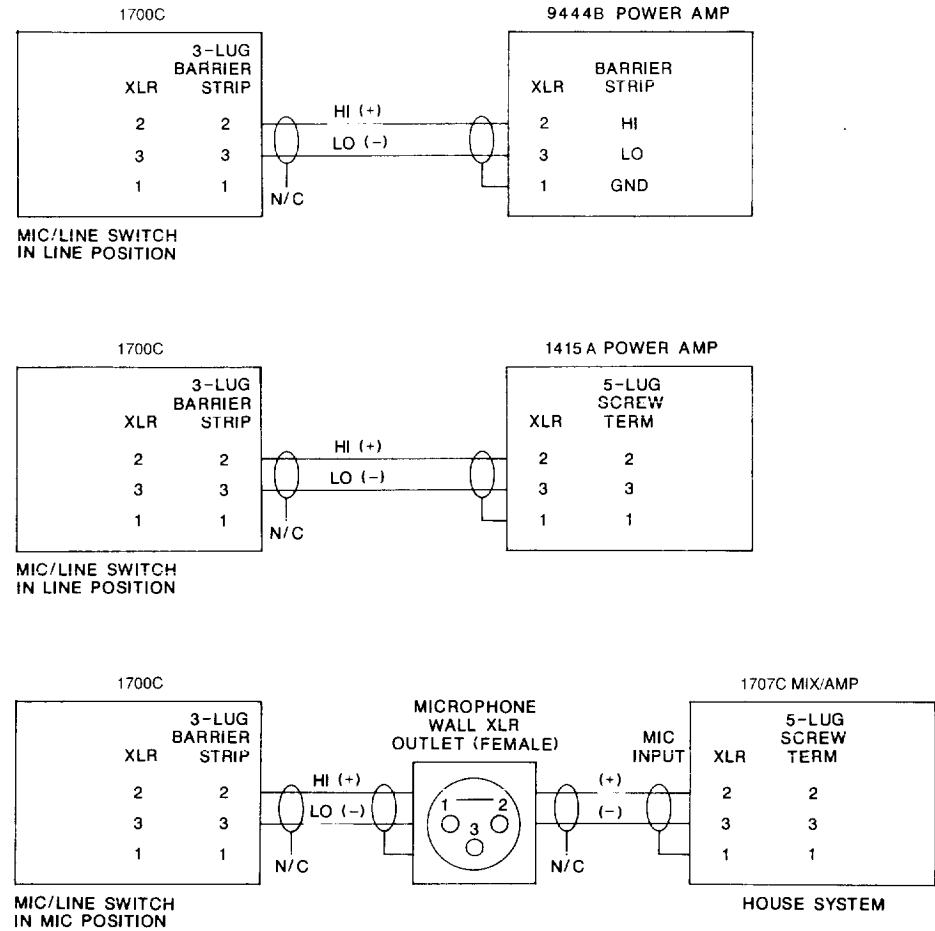 1700C
9444B POWER AMP
3-LUG
BARRIER
XLR STRIP
BARRIER
XLR STRIP
HI (+)
2 2
2 HI
LO (-)
3 3
3 LO
1 1
1 GND
N/C
MIC/LINE SWITCH
IN LINE POSITION
1700C
1415A POWER AMP
3-LUG
BARRIER
XLR STRIP
5-LUG
SCREW
XLR TERM
HI (+)
2 2
2 2
LO (-)
3 3
3 3
1 1
1 1
N/C
MIC/LINE SWITCH
IN LINE POSITION
1700C
1707C MIX/AMP
3-LUG
BARRIER
XLR STRIP
MICROPHONE
WALL XLR
OUTLET (FEMALE)
MIC
INPUT
5-LUG
SCREW
XLR TERM
HI (+)
(+)
2 2
1 2
2 2
LO (-)
(-)
3 3
3
3 3
1 1
1 1
N/C
N/C
MIC/LINE SWITCH
IN MIC POSITION
HOUSE SYSTEM